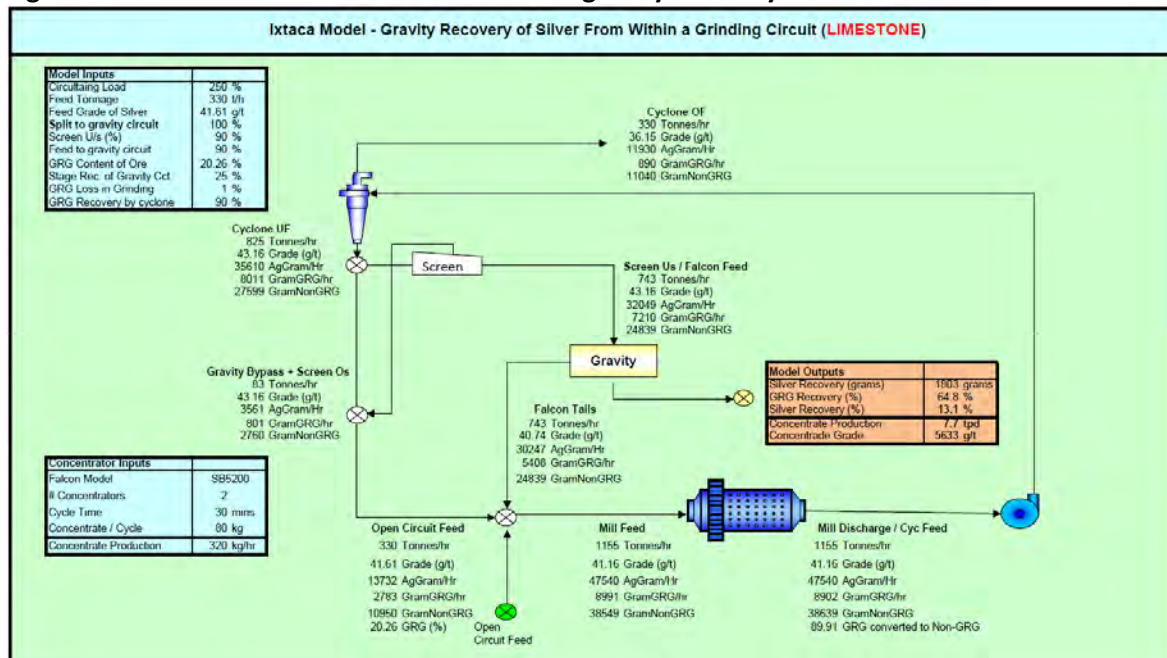 Ixtaca Model - Gravity Recovery of Silver From Within a Grinding Circuit (LIMESTONE)
Model Inputs
Circultaing Load 250 %
Feed Tonnage 330 t/h
Feed Grade of Silver 41.61 g/t
Split to gravity circuit 100 %
Screen U/s (%) 90 %
Feed to gravity circuit 90 %
GRG Content of Ore 20.26 %
Stage Rec. of Gravity Cct. 25 %
GRG Loss in Grinding 1 %
GRG Recovery by cyclone 90 %
Cyclone OF
330 Tonnes/hr
36.15 Grade (g/t)
11930 AgGram/Hr
890 GramGRG/hr
11040 GramNonGRG
Cyclone UF
825 Tonnes/hr
43.16 Grade (g/t)
35610 AgGram/Hr
8011 GramGRG/hr
27599 GramNonGRG
Screen
Screen Us / Falcon Feed
743 Tonnes/hr
43.16 Grade (g/t)
32049 AgGram/Hr
7210 GramGRG/hr
24839 GramNonGRG
Gravity
Gravity Bypass + Screen Os
83 Tonnes/hr
43.16 Grade (g/t)
3561 AgGram/Hr
801 GramGRG/hr
2760 GramNonGRG
Model Outputs
Silver Recovery (grams) 1803 grams
GRG Recovery (%) 64.8 %
Silver Recovery (%) 13.1 %
Concentrate Production 7.7 tpd
Concentrade Grade 5633 g/t
Falcon Tails
743 Tonnes/hr
40.74 Grade (g/t)
30247 AgGram/Hr
5408 GramGRG/hr
24839 GramNonGRG
Concentrator Inputs
Falcon Model SB5200
# Concentrators 2
Cycle Time 30 mins
Concentrate / Cycle 80 kg
Concentrate Production 320 kg/hr
Open Circuit Feed
330 Tonnes/hr
41.61 Grade (g/t)
13732 AgGram/Hr
2783 GramGRG/hr
10950 GramNonGRG
20.26 GRG (%)
Open
Circuit Feed
Mill Feed
1155 Tonnes/hr
41.16 Grade (g/t)
47540 AgGram/Hr
8991 GramGRG/hr
38549 GramNonGRG
Mill Discharge / Cyc Feed
1155 Tonnes/hr
41.16 Grade (g/t)
47540 AgGram/Hr
8902 GramGRG/hr
38639 GramNonGRG
89.91 GRG converted to Non-GRG